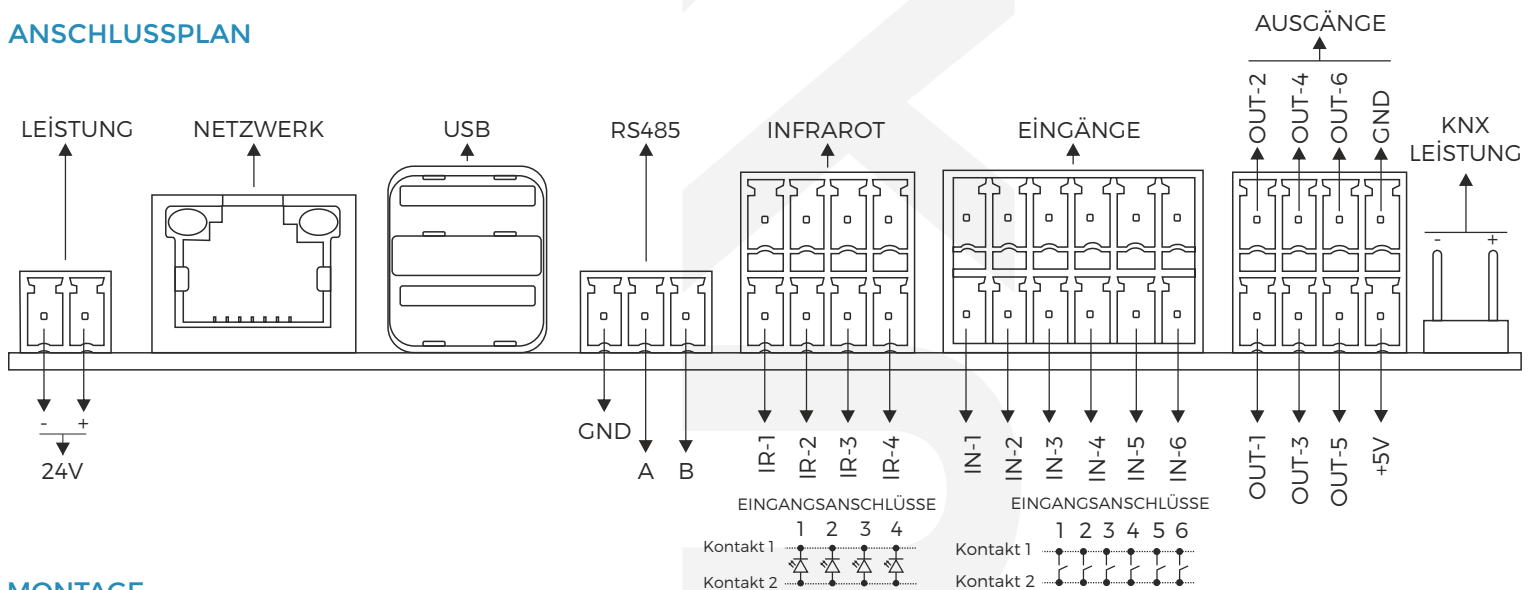 ANSCHLUSSPLAN
AUSGÄNGE
OUT-2
OUT-4
OUT-6
GND
LEİSTUNG
NETZWERK
USB
RS485
INFRAROT
EİNGÄNGE
KNX
LEİSTUNG
- +
- +
24V
GND
A
B
IR-1
IR-2
IR-3
IR-4
IN-1
IN-2
IN-3
IN-4
IN-5
IN-6
OUT-1
OUT-3
OUT-5
+5V
EINGANGSANSCHLÜSSE
1 2 3 4
Kontakt 1
Kontakt 2
EINGANGSANSCHLÜSSE
1 2 3 4 5 6
Kontakt 1
Kontakt 2
MONTAGE